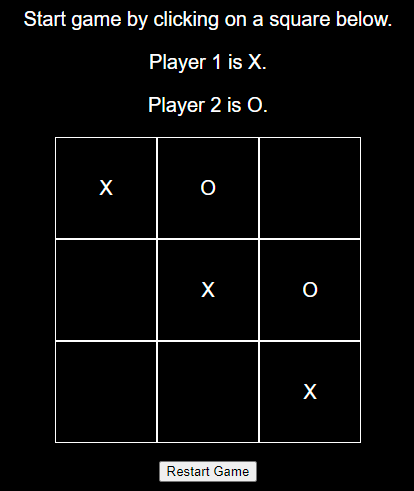 Start game by clicking on a square below.
Player 1 is X.
Player 2 is O.
X O
X O
X
Restart Game